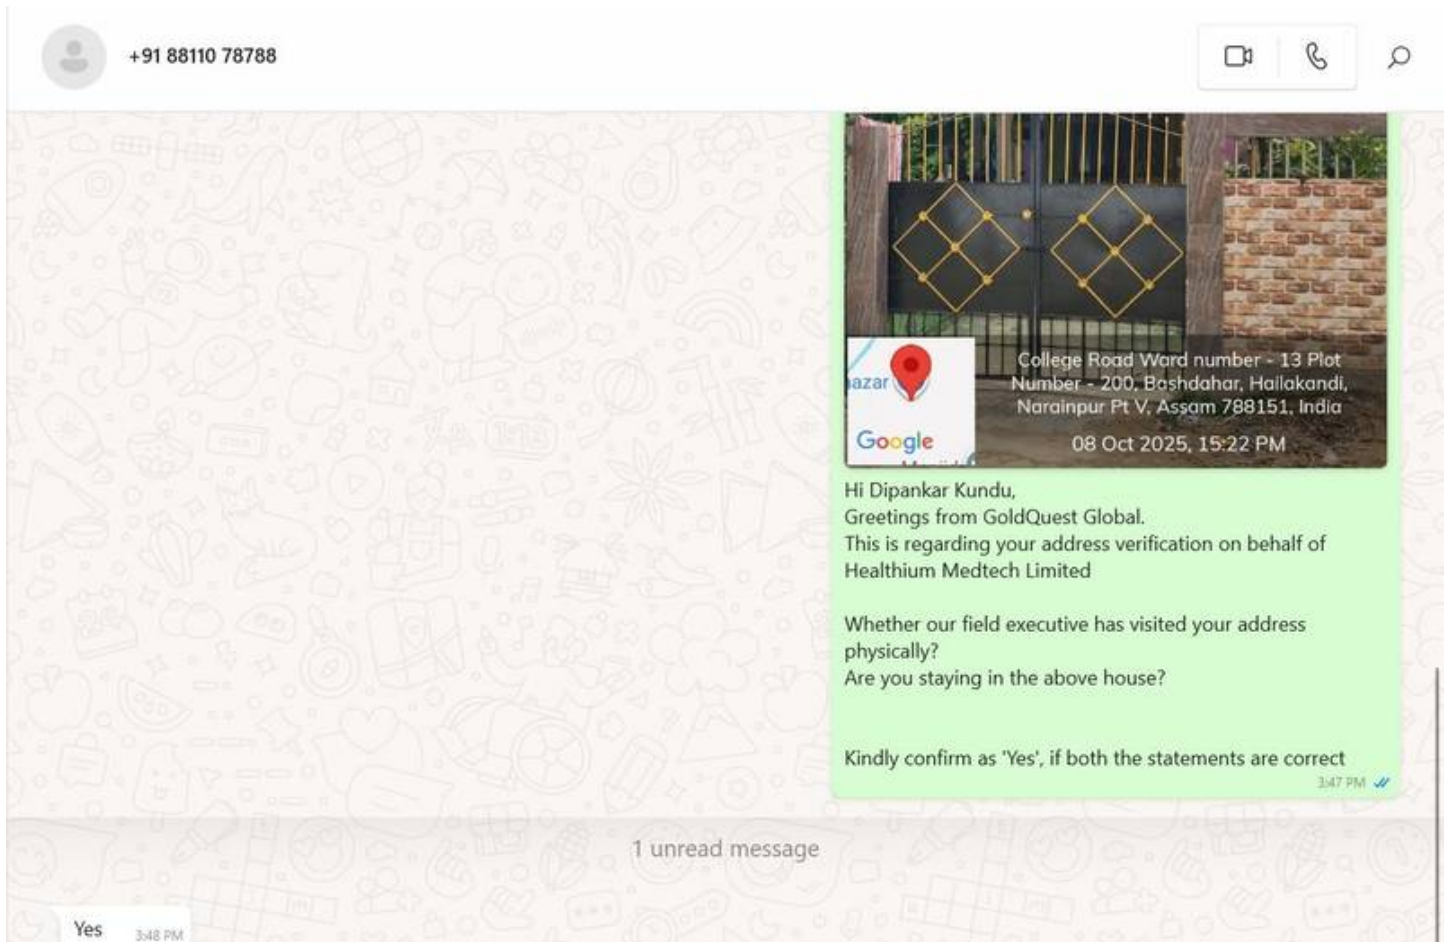 +91 88110 78788
College Road Ward number - 13 Plot
Number - 200, Bashdahar, Hailakandi,
Narainpur Pt V, Assam 788151, India
08 Oct 2025, 15:22 PM
azar
Google
Hi Dipankar Kundu,
Greetings from GoldQuest Global.
This is regarding your address verification on behalf of
Healthium Medtech Limited
Whether our field executive has visited your address
physically?
Are you staying in the above house?
Kindly confirm as 'Yes', if both the statements are correct
3:47 PM
1 unread message
Yes
3:48 PM